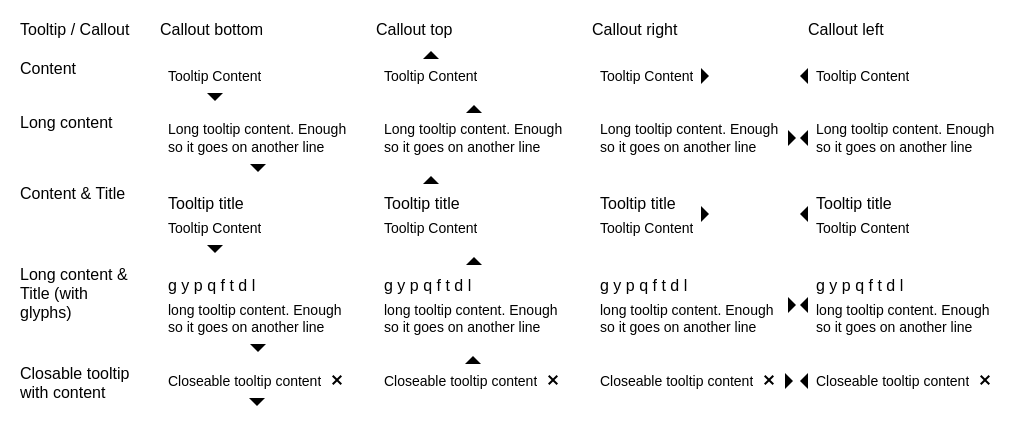 Tooltip / Callout Callout bottom Callout top Callout right Callout left
Content
Tooltip Content Tooltip Content Tooltip Content Tooltip Content
Long content
Long tooltip content. Enough Long tooltip content. Enough Long tooltip content. Enough Long tooltip content. Enough
so it goes on another line so it goes on another line so it goes on another line so it goes on another line
Content & Title
Tooltip title Tooltip title Tooltip title Tooltip title
Tooltip Content Tooltip Content Tooltip Content Tooltip Content
Long content &
Title (with
glyphs)
g y p q f t d l g y p q f t d l g y p q f t d l g y p q f t d l
long tooltip content. Enough long tooltip content. Enough long tooltip content. Enough long tooltip content. Enough
so it goes on another line so it goes on another line so it goes on another line so it goes on another line
Closable tooltip
with content
Closeable tooltip content ✕ Closeable tooltip content ✕ Closeable tooltip content ✕ Closeable tooltip content ✕